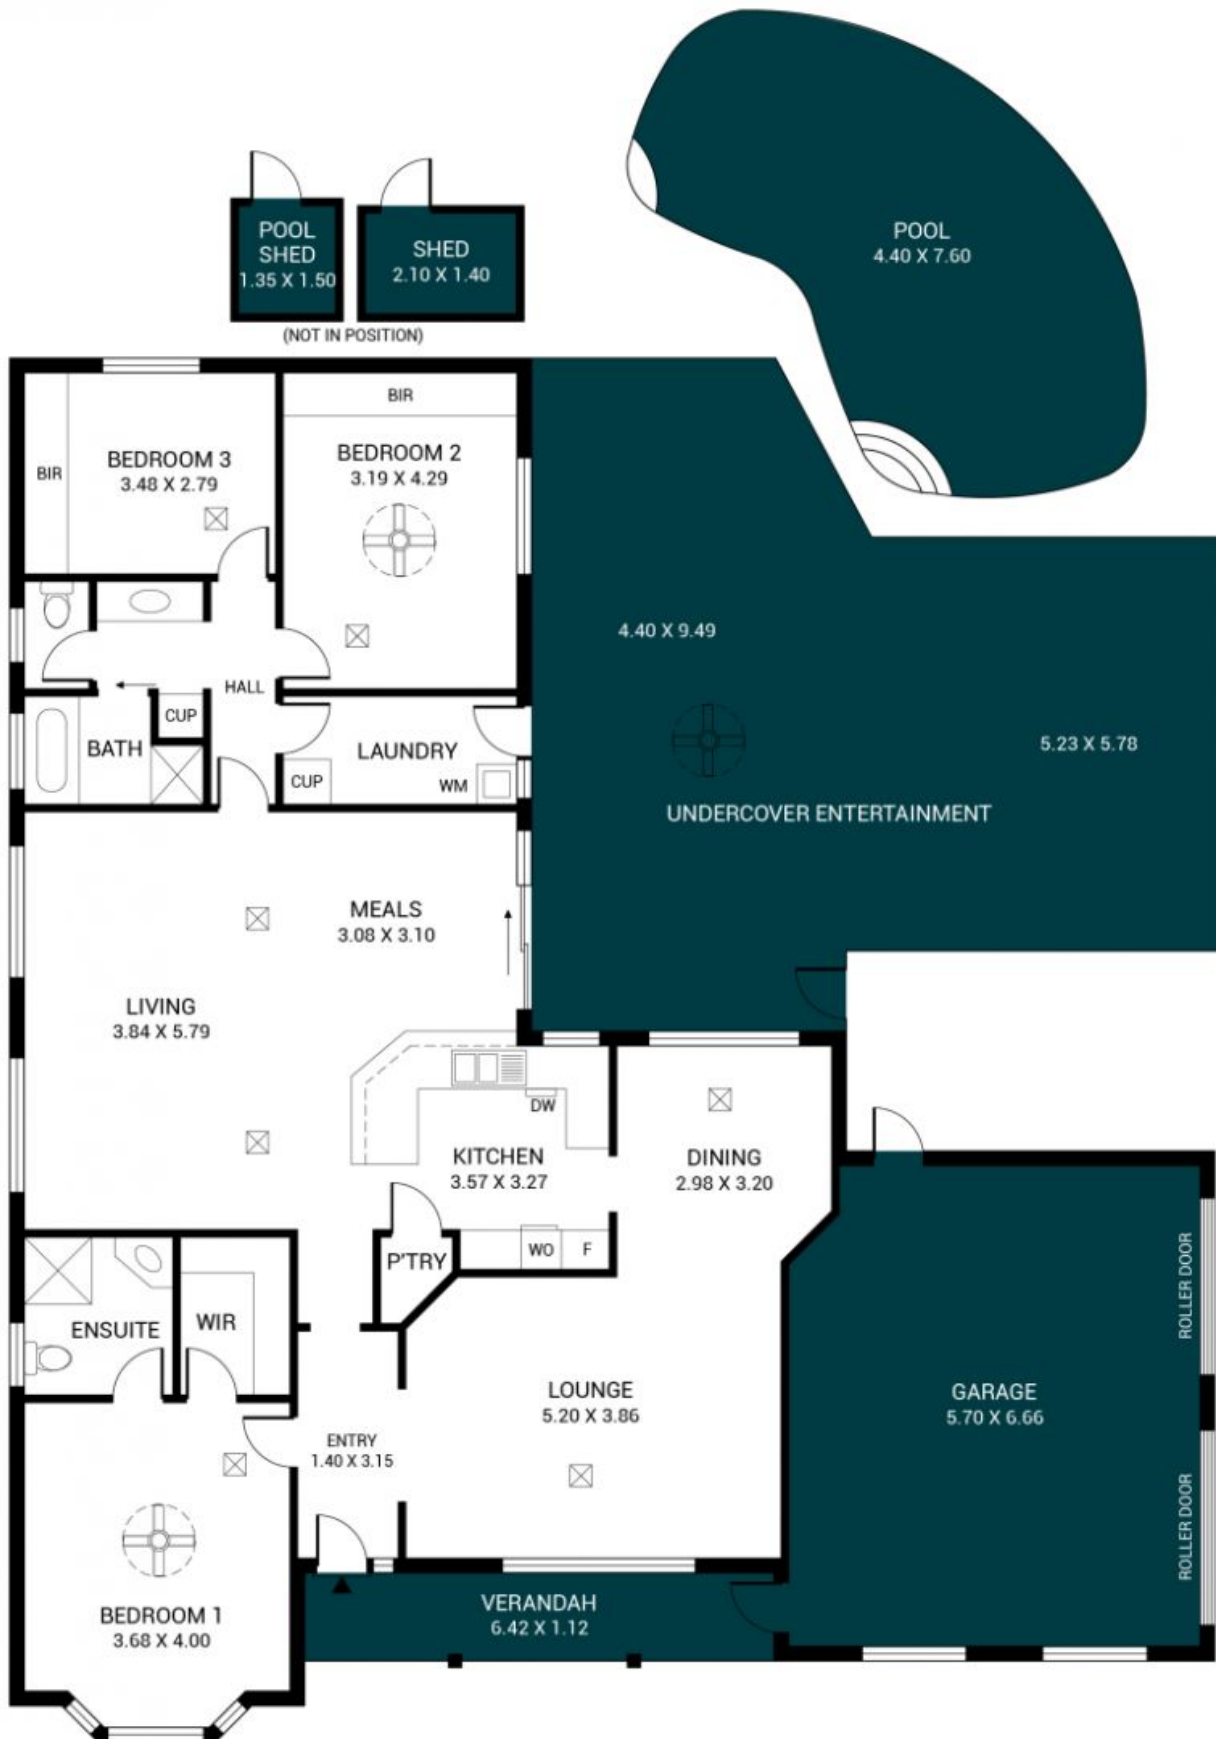 POOL
4.40 X 7.60
POOL
SHED
1.35 X 1.50
SHED
2.10 X 1.40
(NOT IN POSITION)
BIR
BEDROOM 3
3.48 X 2.79
BIR
BEDROOM 2
3.19 X 4.29
4.40 X 9.49
HALL
CUP
BATH
LAUNDRY
CUP
WM
5.23 X 5.78
UNDERCOVER ENTERTAINMENT
MEALS
3.08 X 3.10
LIVING
3.84 X 5.79
DW
KITCHEN
3.57 X 3.27
DINING
2.98 X 3.20
P'TRY
WO
F
ROLLER DOOR
ENSUITE
WIR
LOUNGE
5.20 X 3.86
GARAGE
5.70 X 6.66
ENTRY
1.40 X 3.15
ROLLER DOOR
BEDROOM 1
3.68 X 4.00
VERANDAH
6.42 X 1.12